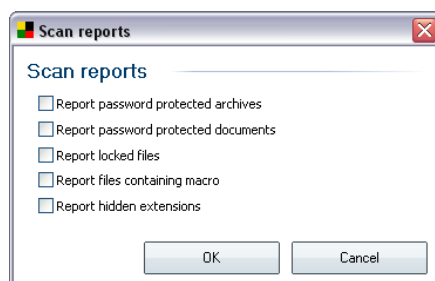 Scan reports
Scan reports
Report password protected archives
Report password protected documents
Report locked files
Report files containing macro
Report hidden extensions
OK Cancel